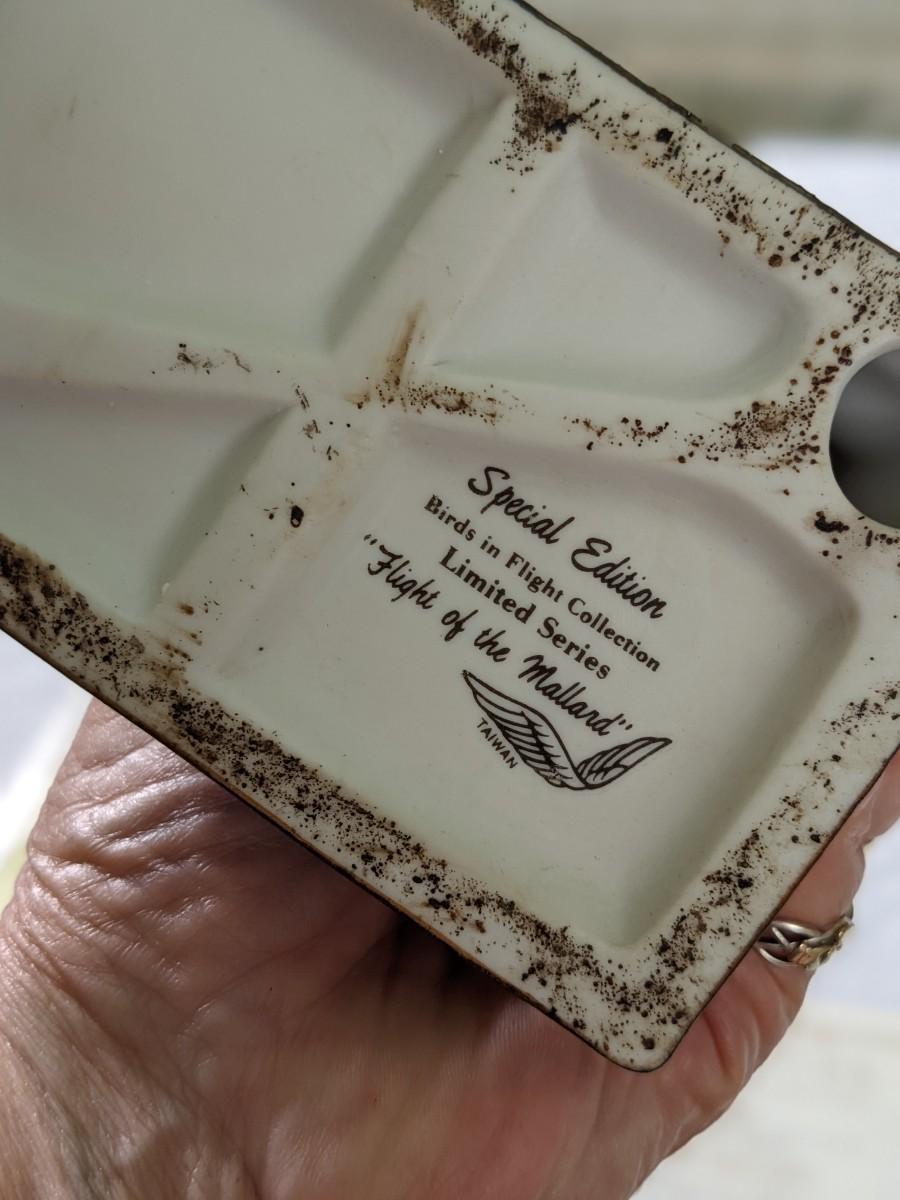 Special Edition
Birds in Flight Collection
Limited Series
"Flight of the Mallard"
TAIWAN